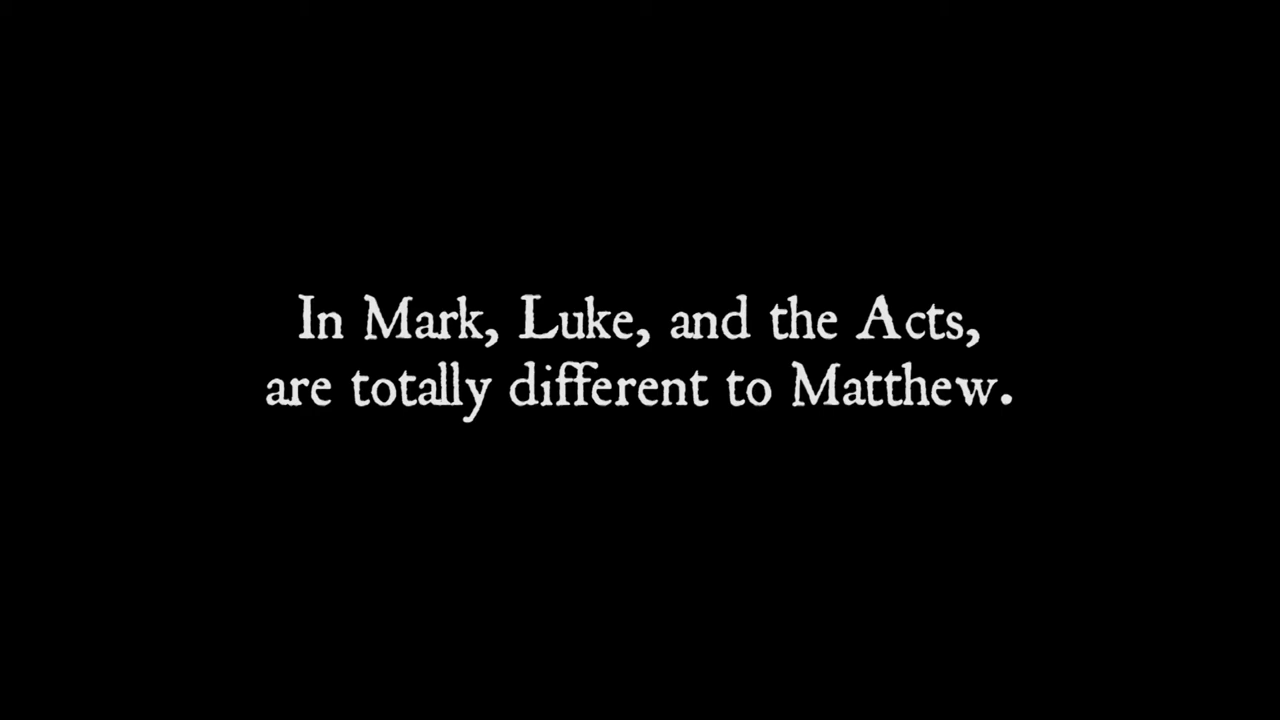 In Mark, Luke, and the Acts,
are totally different to Matthew.